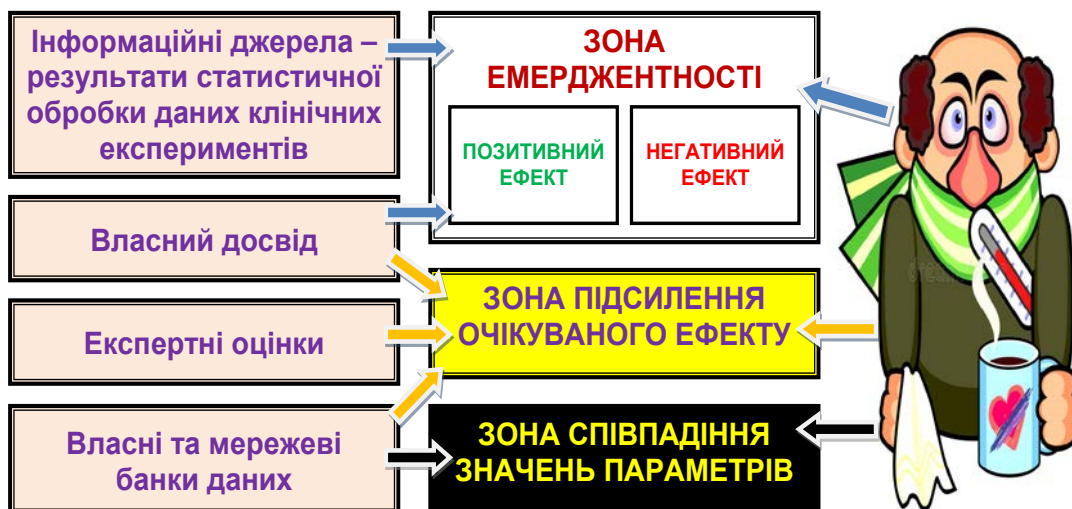 Інформаційні джерела –
результати статистичної
обробки даних клінічних
експериментів
Власний досвід
Експертні оцінки
Власні та мережеві
банки даних
ЗОНА
ЕМЕРДЖЕНТНОСТІ
ПОЗИТИВНИЙ
ЕФЕКТ
НЕГАТИВНИЙ
ЕФЕКТ
ЗОНА ПІДСИЛЕННЯ
ОЧІКУВАНОГО ЕФЕКТУ
ЗОНА СПІВПАДІННЯ
ЗНАЧЕНЬ ПАРАМЕТРІВ